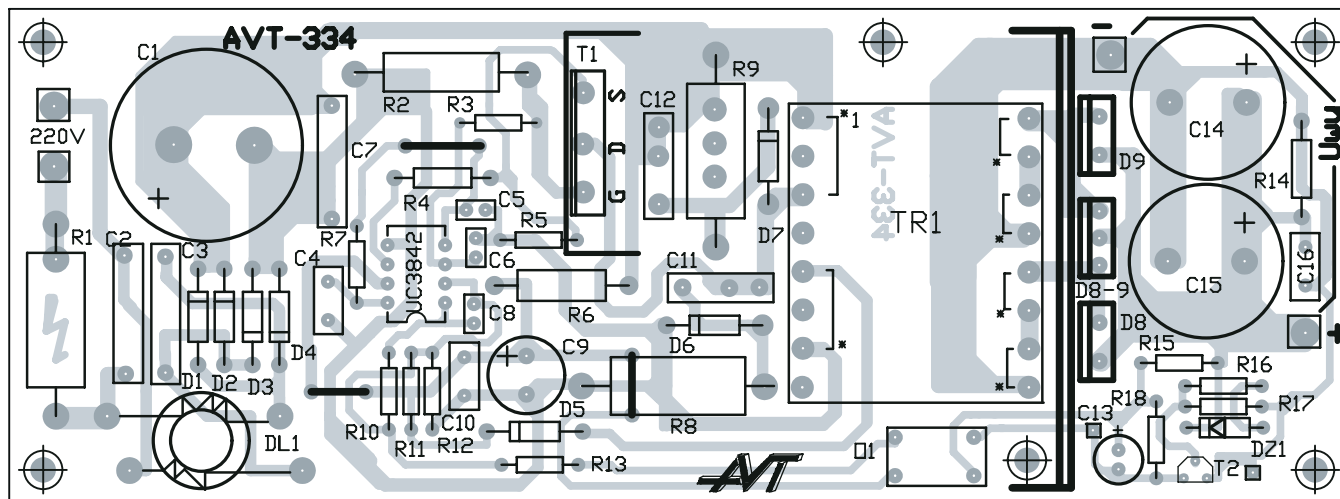 AVT-334
C1
220V
R1
C2
C3
D1
D2
D3
D4
DL1
R2
R3
C7
R4
C5
R5
R7
C4
UC3842
C6
C8
R6
C9
D5
R10
R11
R12
C10
R13
T1
S
D
G
C12
R9
D7
C11
D6
R8
*1
AVT-334
TR1
*
*
*
*
*
O1
AVT
-
C14
Uwy
D9
R14
D8-9
C15
C16
D8
+
R15
R16
R17
R18
C13
DZ1
T2